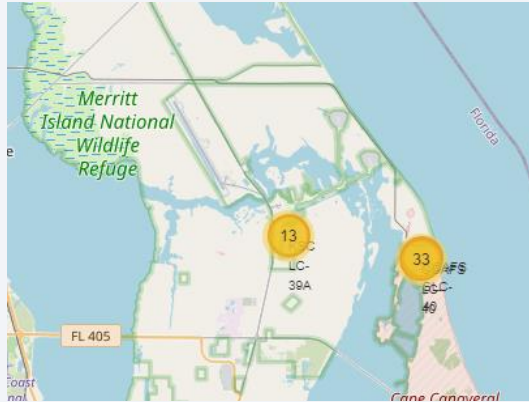 Merritt
Island National
Wildlife
Refuge
e
Florida
13
LC-
39A
33
FL 405
Cape Canaveral